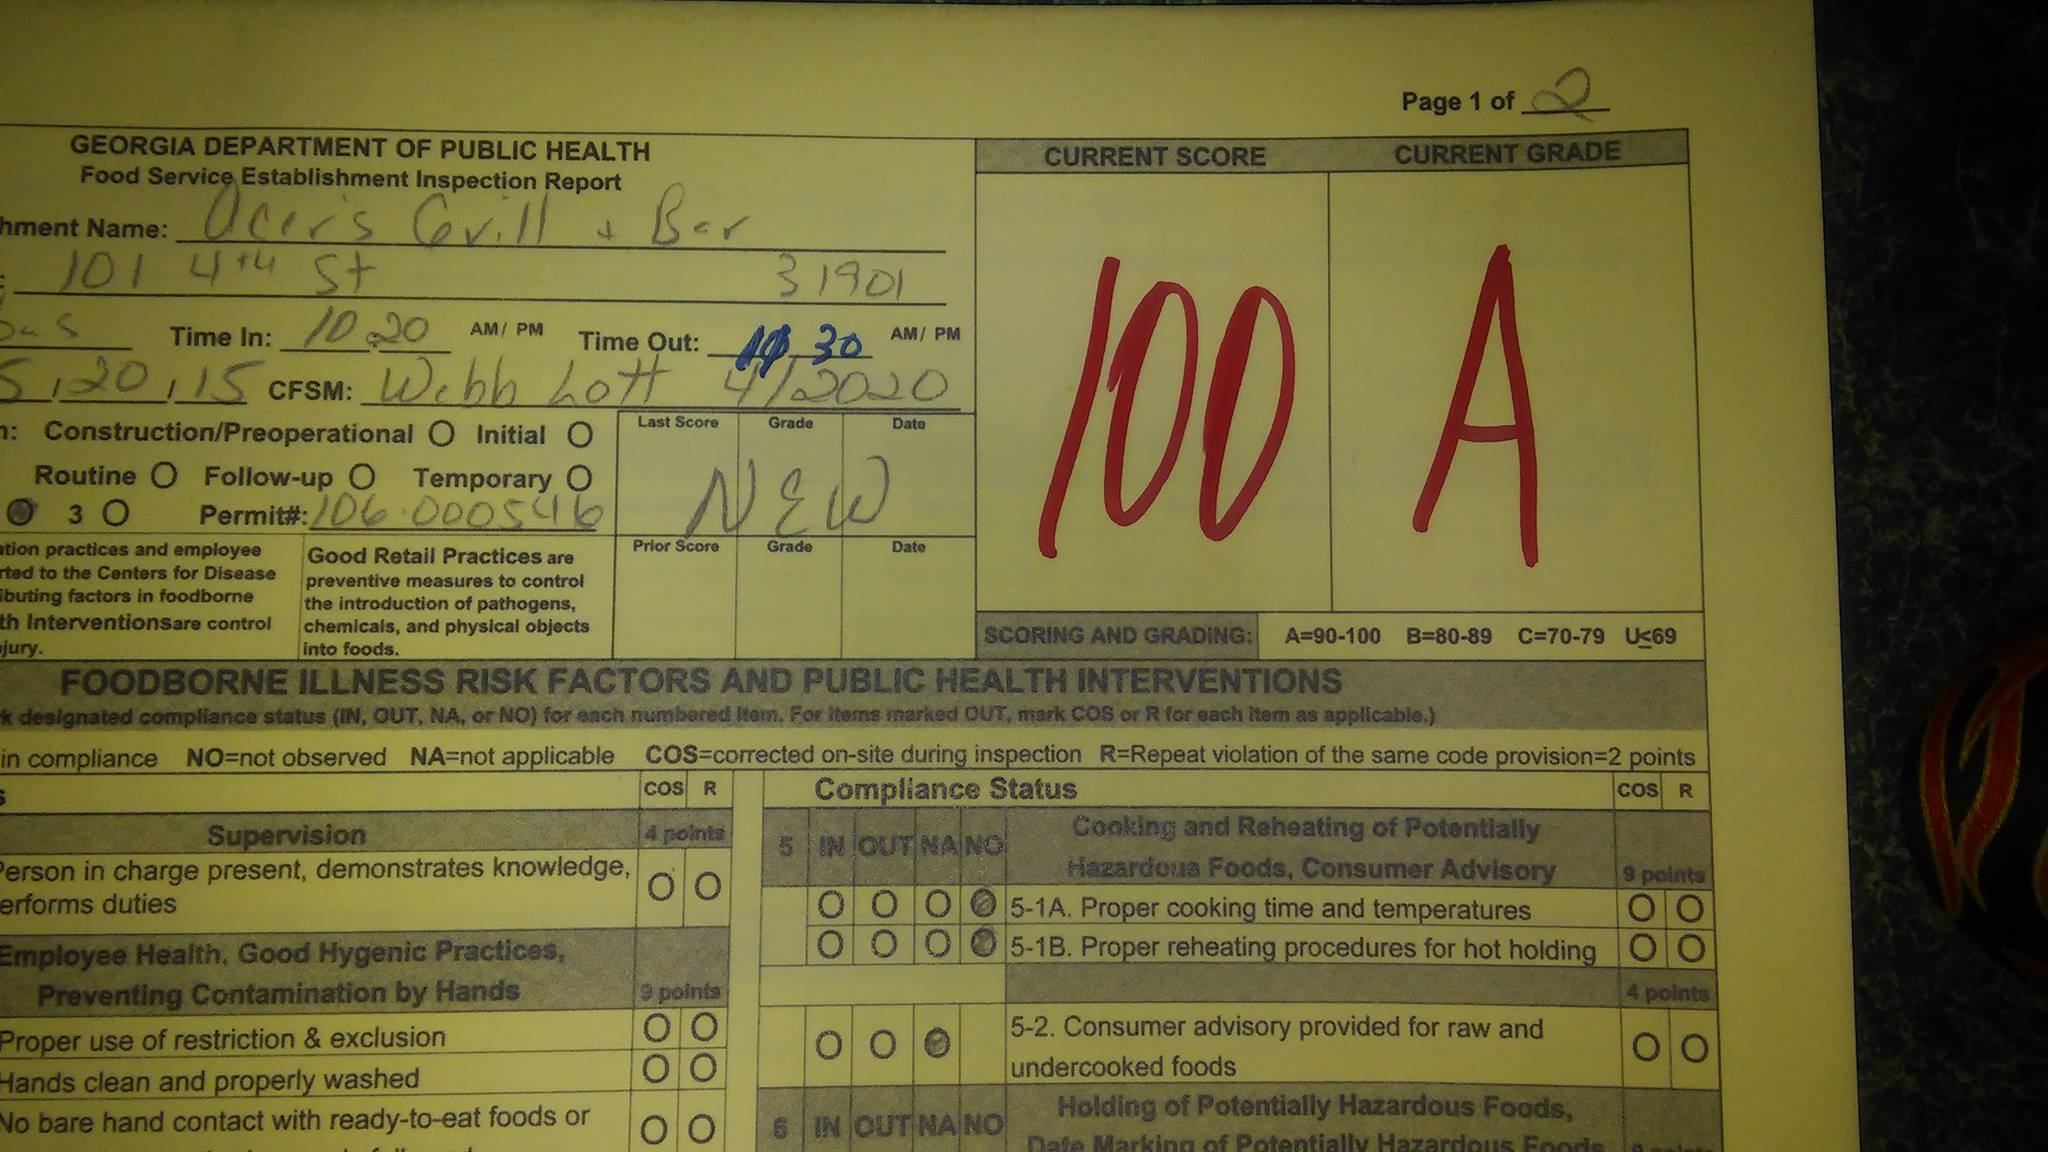 Page 1 of 2
GEORGIA DEPARTMENT OF PUBLIC HEALTH
Food Service Establishment Inspection Report
CURRENT SCORE CURRENT GRADE
100 A
hment Name: Acer's Grill + Bar
: 101 4th St 31901
Time In: 10 20 AM/ PM Time Out: 30 AM/ PM
5, 20, 15 CFSM: Webb Lott 4/2020
n: Construction/Preoperational O Initial O
Routine O Follow-up O Temporary O
3 O Permit#: 106-000546
Last Score Grade Date
NEW
Prior Score Grade Date
ation practices and employee
rted to the Centers for Disease
ibuting factors in foodborne
th Interventions are control
jury.
Good Retail Practices are
preventive measures to control
the introduction of pathogens,
chemicals, and physical objects
into foods.
SCORING AND GRADING: A=90-100 B=80-89 C=70-79 U≤69
FOODBORNE ILLNESS RISK FACTORS AND PUBLIC HEALTH INTERVENTIONS
k designated compliance status (IN, OUT, NA, or NO) for each numbered item. For items marked OUT, mark COS or R for each item as applicable.)
in compliance NO=not observed NA=not applicable COS=corrected on-site during inspection R=Repeat violation of the same code provision=2 points
s COS R
Supervision 4 points
Person in charge present, demonstrates knowledge,
erforms duties
Employee Health, Good Hygenic Practices,
Preventing Contamination by Hands 9 points
Proper use of restriction & exclusion
Hands clean and properly washed
No bare hand contact with ready-to-eat foods or
Compliance Status COS R
5 IN OUT NA NO Cooking and Reheating of Potentially
Hazardous Foods, Consumer Advisory 9 points
5-1A. Proper cooking time and temperatures
5-1B. Proper reheating procedures for hot holding
4 points
5-2. Consumer advisory provided for raw and
undercooked foods
6 IN OUT NA NO Holding of Potentially Hazardous Foods,
Date Marking of Potentially Hazardous Foods